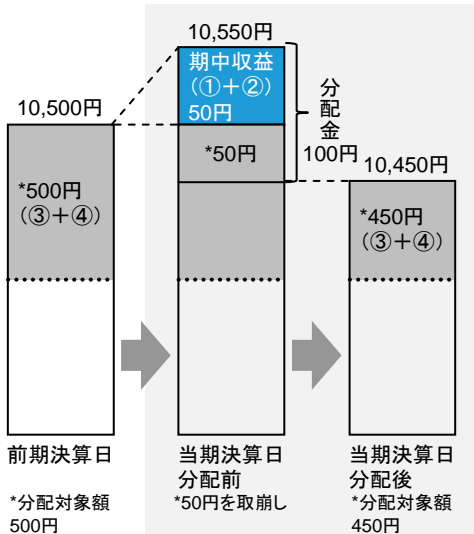 10,500円
*500円
(③+④)
前期決算日
*分配対象額
500円
10,550円
期中収益
(①+②)
50円
*50円
分配金
100円
当期決算日
分配前
*50円を取崩し
10,450円
*450円
(③+④)
当期決算日
分配後
*分配対象額
450円